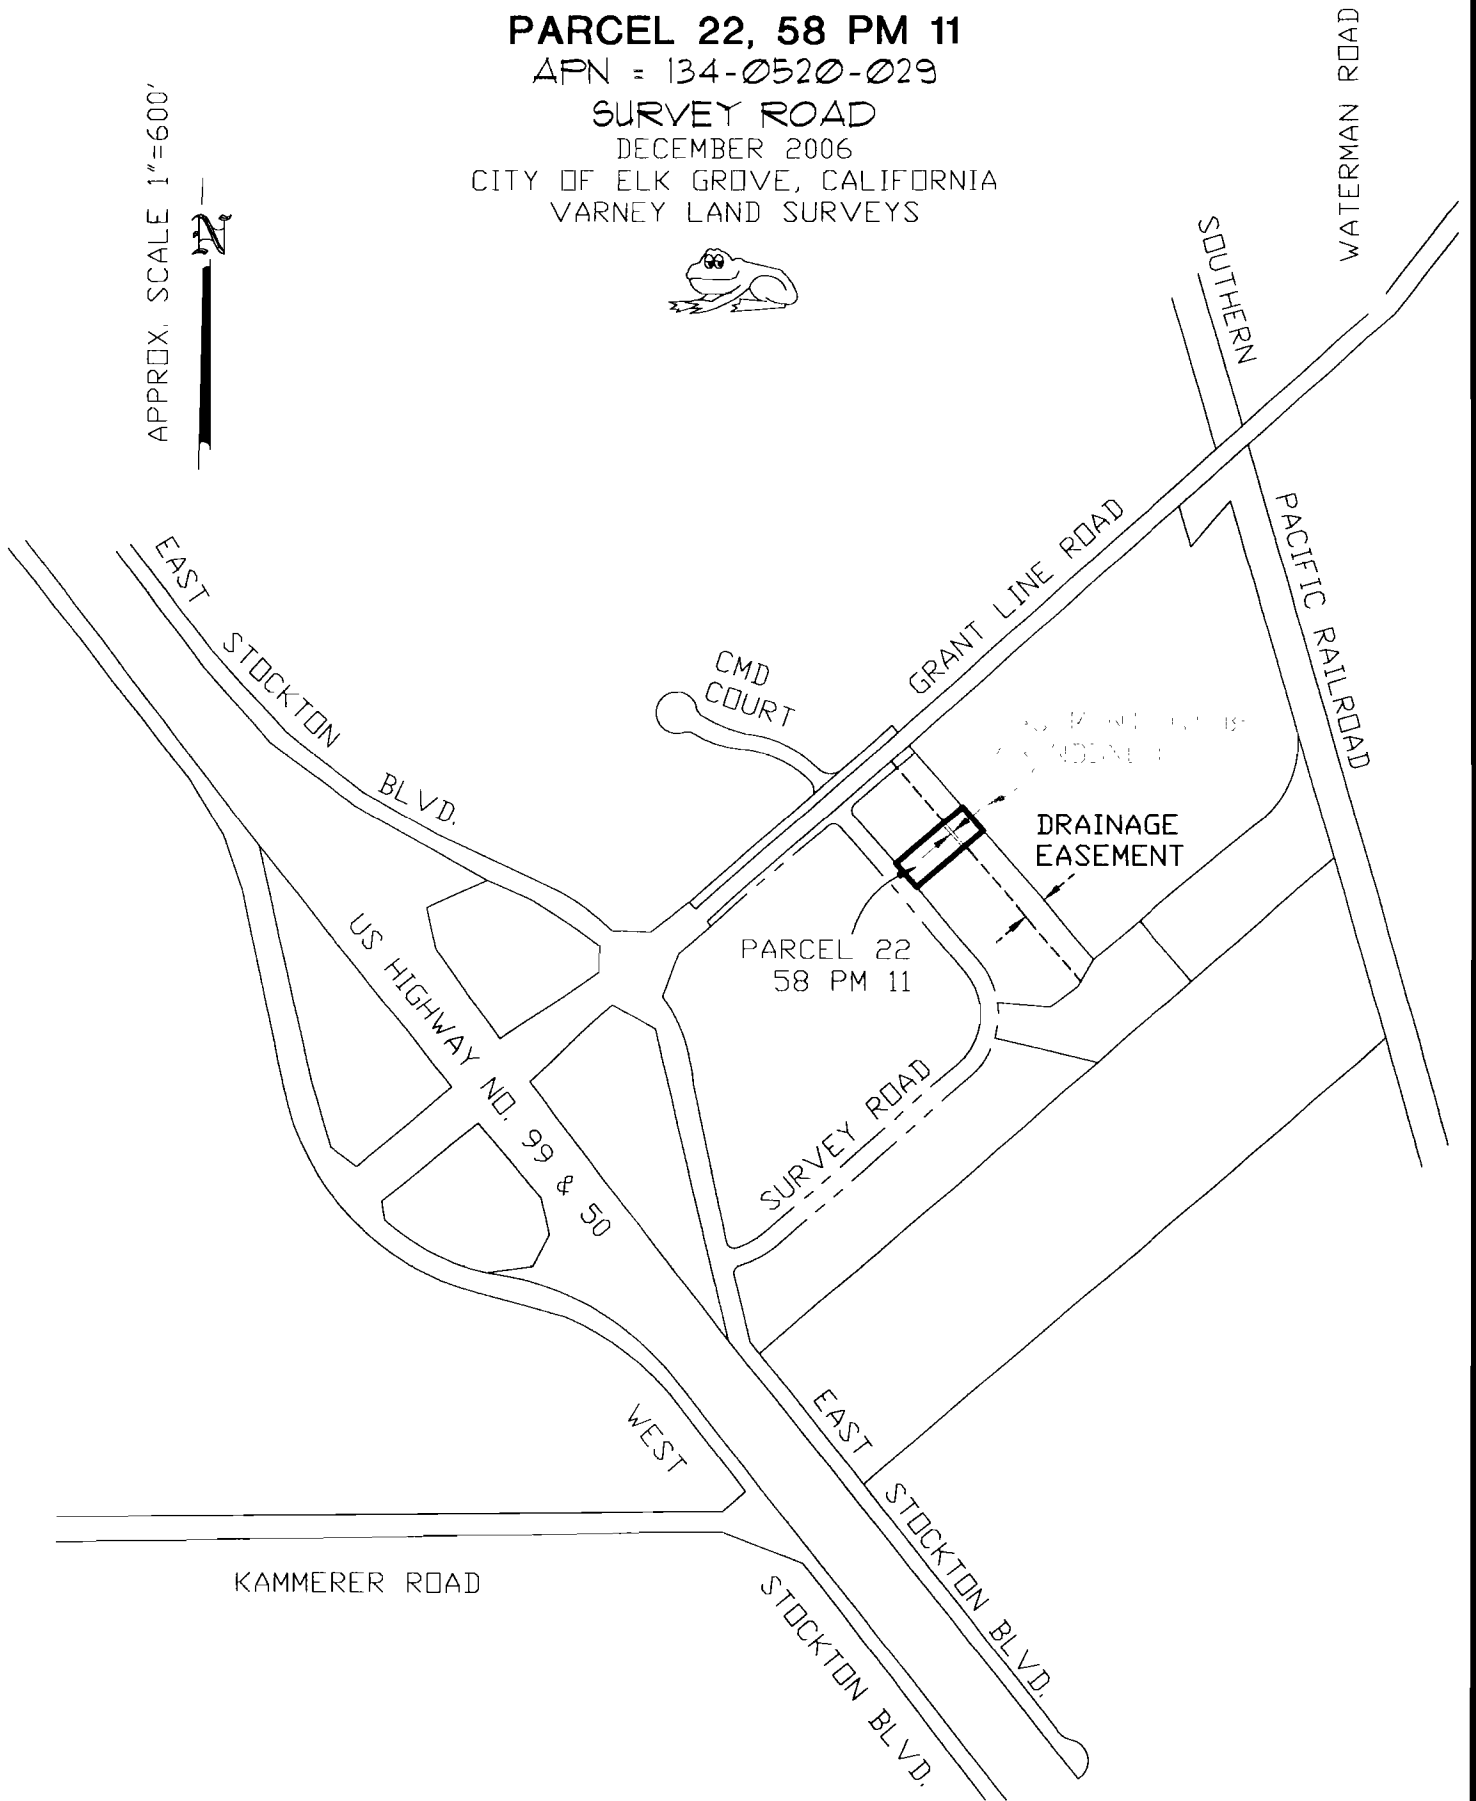 PARCEL 22, 58 PM 11
APN = 134-0520-029
SURVEY ROAD
DECEMBER 2006
CITY OF ELK GROVE, CALIFORNIA
VARNEY LAND SURVEYS
APPROX. SCALE 1"=600'
N
WATERMAN ROAD
SOUTHERN
PACIFIC RAILROAD
GRANT LINE ROAD
EAST STOCKTON BLVD.
CMD
COURT
DRAINAGE
EASEMENT
PARCEL 22
58 PM 11
US HIGHWAY NO. 99 & 50
SURVEY ROAD
WEST
STOCKTON BLVD.
EAST STOCKTON BLVD.
KAMMERER ROAD